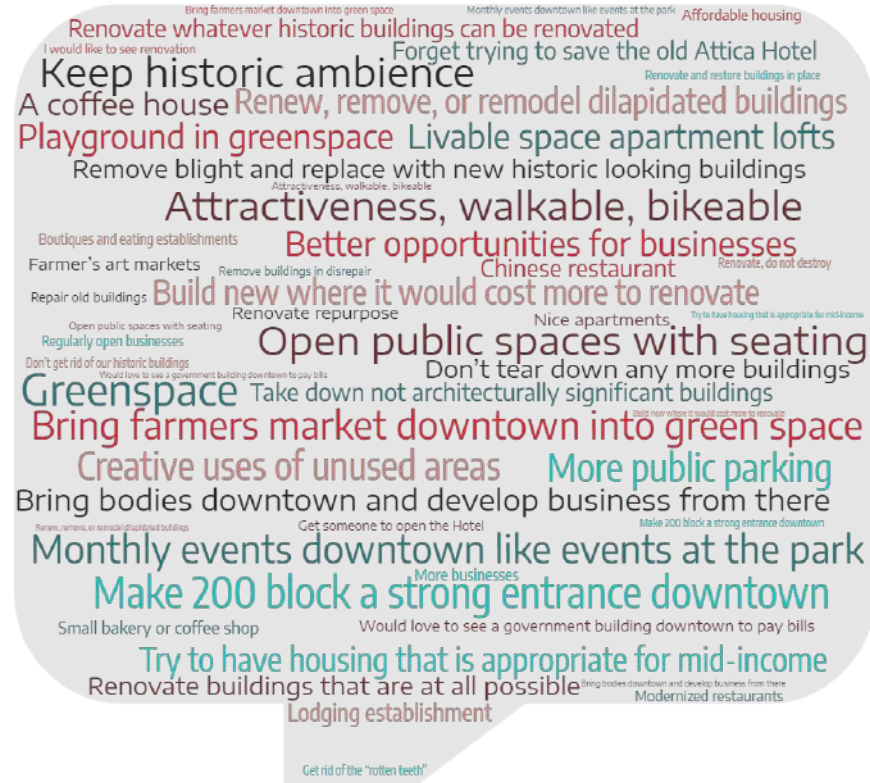 Bring farmers market downtown into green space
Monthly events downtown like events at the park
Affordable housing
Renovate whatever historic buildings can be renovated
I would like to see renovation
Forget trying to save the old Attica Hotel
Keep historic ambience
Renovate and restore buildings in place
A coffee house
Renew, remove, or remodel dilapidated buildings
Playground in greenspace
Livable space apartment lofts
Remove blight and replace with new historic looking buildings
Attractiveness, walkable, bikeable
Attractiveness, walkable, bikeable
Boutiques and eating establishments
Better opportunities for businesses
Farmer's art markets
Remove buildings in disrepair
Chinese restaurant
Renovate, do not destroy
Repair old buildings
Build new where it would cost more to renovate
Renovate repurpose
Nice apartments
Try to have housing that is appropriate for mid-income
Open public spaces with seating
Regularly open businesses
Open public spaces with seating
Don't get rid of our historic buildings
Would love to see a government building downtown to pay bills
Don't tear down any more buildings
Greenspace
Take down not architecturally significant buildings
Build new where it would cost more to renovate
Bring farmers market downtown into green space
Creative uses of unused areas
More public parking
Bring bodies downtown and develop business from there
Renew, remove, or remodel dilapidated buildings
Get someone to open the Hotel
Make 200 block a strong entrance downtown
Monthly events downtown like events at the park
More businesses
Make 200 block a strong entrance downtown
Small bakery or coffee shop
Would love to see a government building downtown to pay bills
Try to have housing that is appropriate for mid-income
Renovate buildings that are at all possible
Bring bodies downtown and develop business from there
Modernized restaurants
Lodging establishment
Get rid of the "rotten teeth"